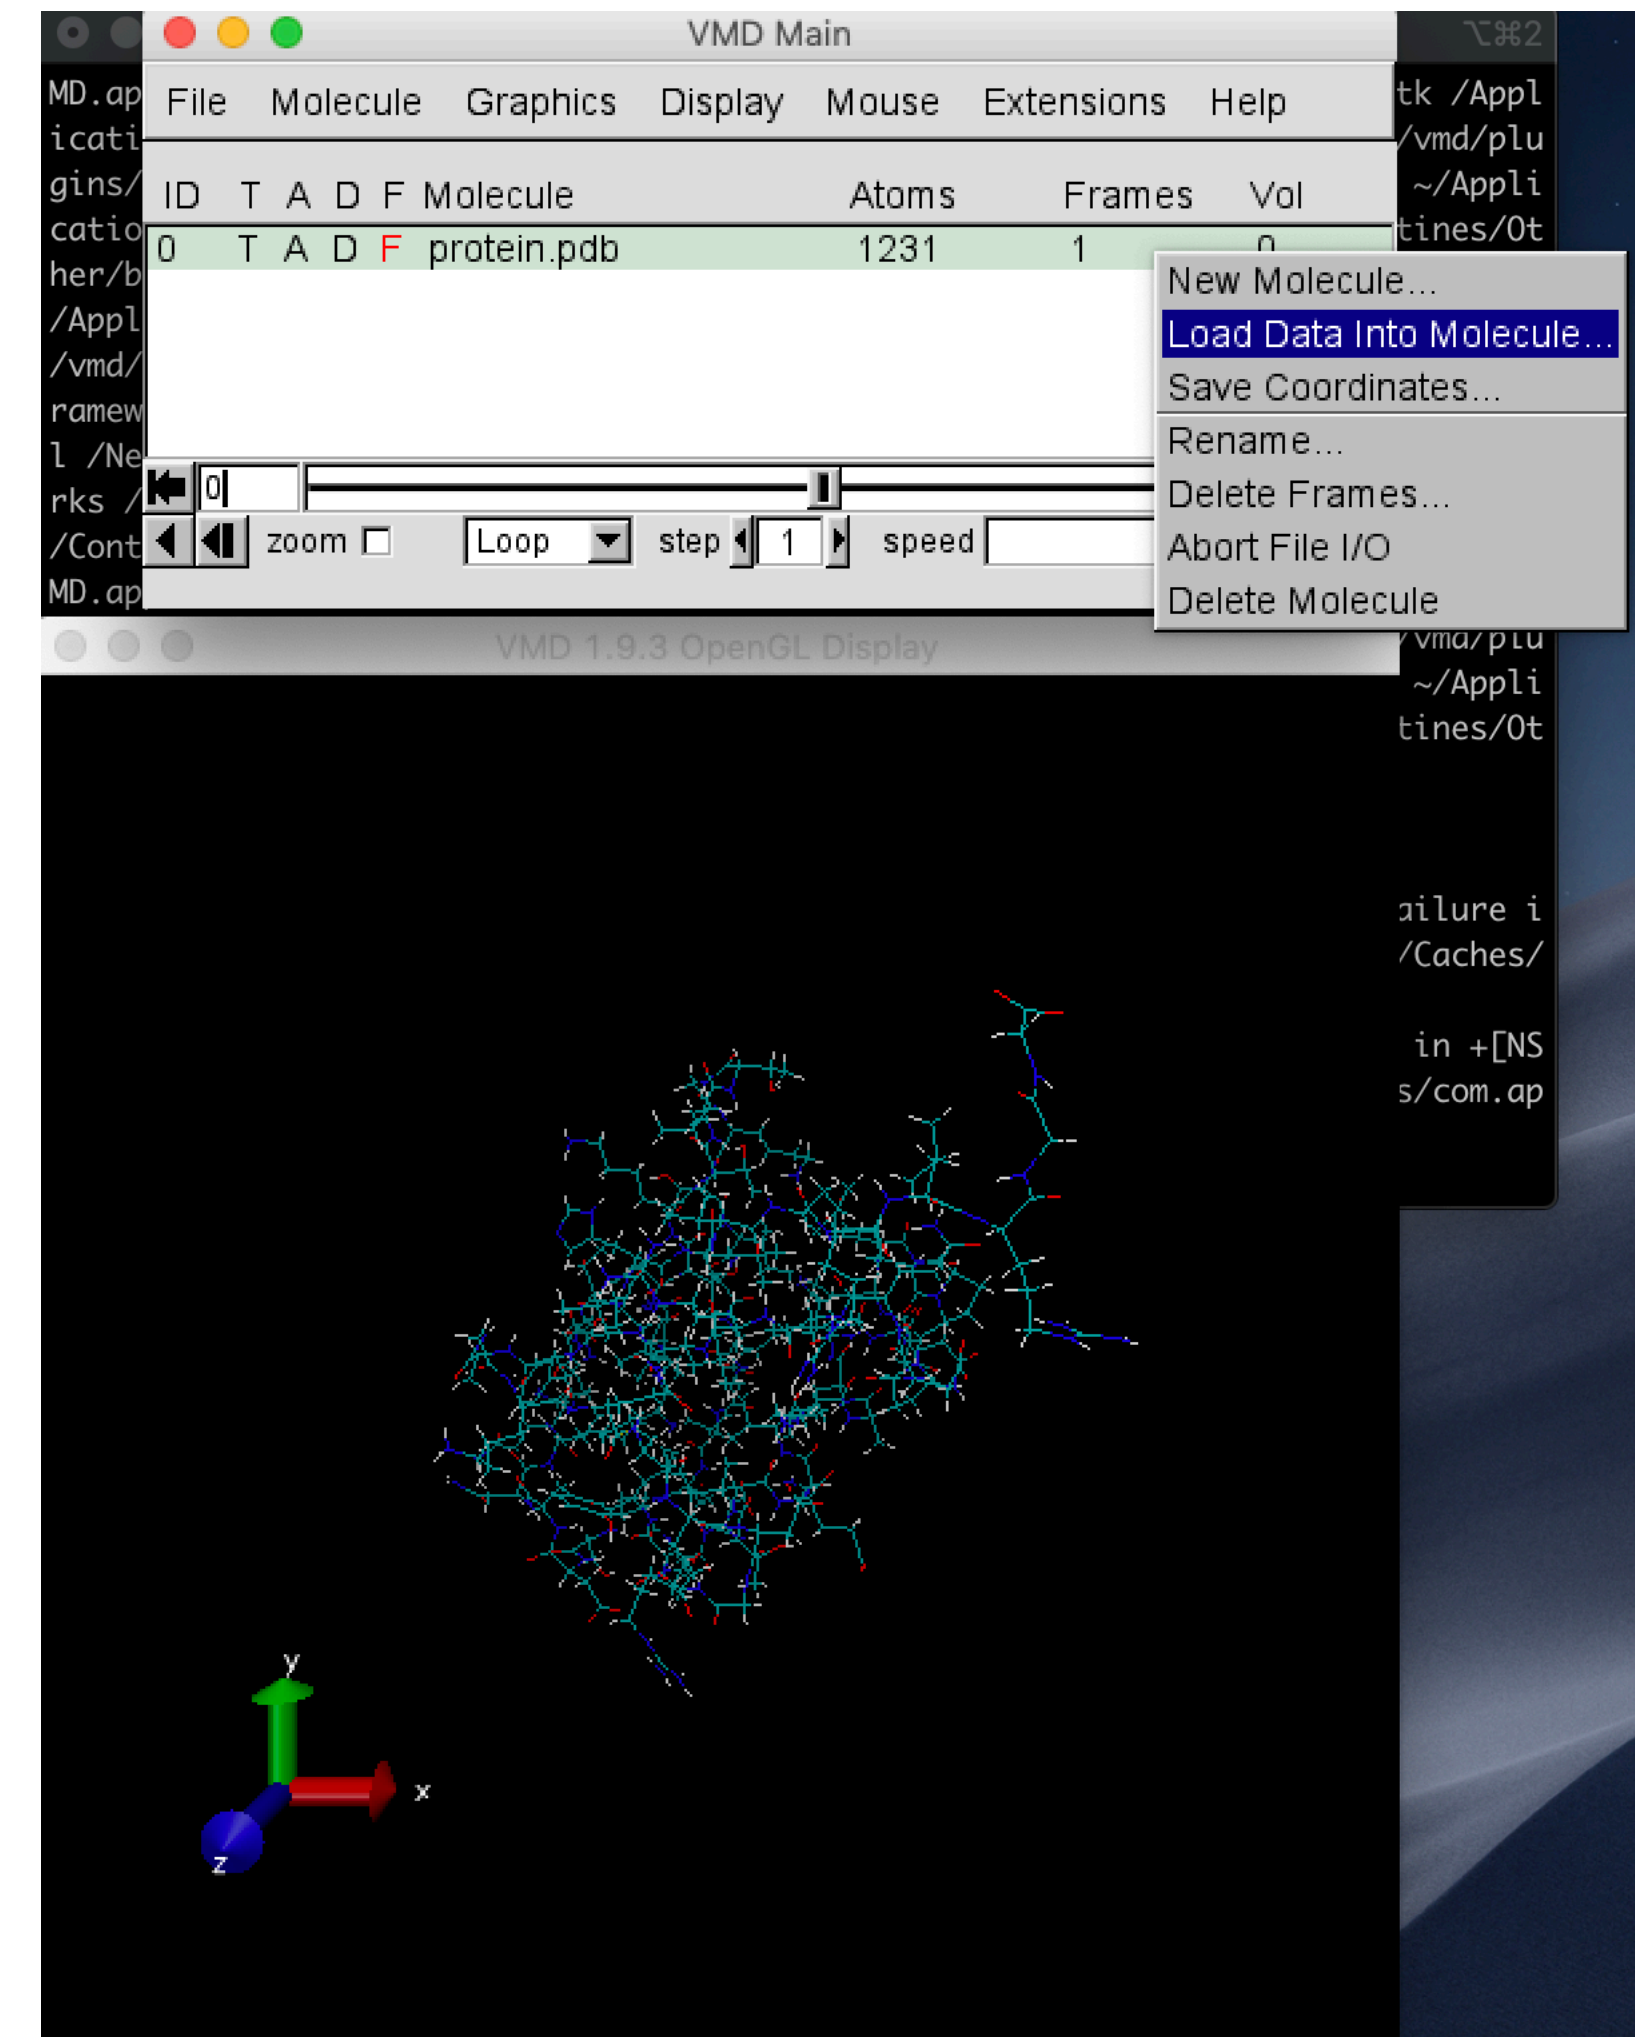 VMD Main
⌥⌘2
File Molecule Graphics Display Mouse Extensions Help
ID T A D F Molecule Atoms Frames Vol
0 T A D F protein.pdb 1231 1 0
New Molecule...
Load Data Into Molecule...
Save Coordinates...
Rename...
Delete Frames...
Abort File I/O
Delete Molecule
0
zoom Loop step 1 speed
MD.ap
icati
gins/
catio
her/b
/Appl
/vmd/
ramew
l /Ne
rks /
/Cont
MD.ap
tk /Appl
/vmd/plu
~/Appli
tines/Ot
/vmd/plu
~/Appli
tines/Ot
ailure i
/Caches/
in +[NS
s/com.ap
VMD 1.9.3 OpenGL Display
y
x
z